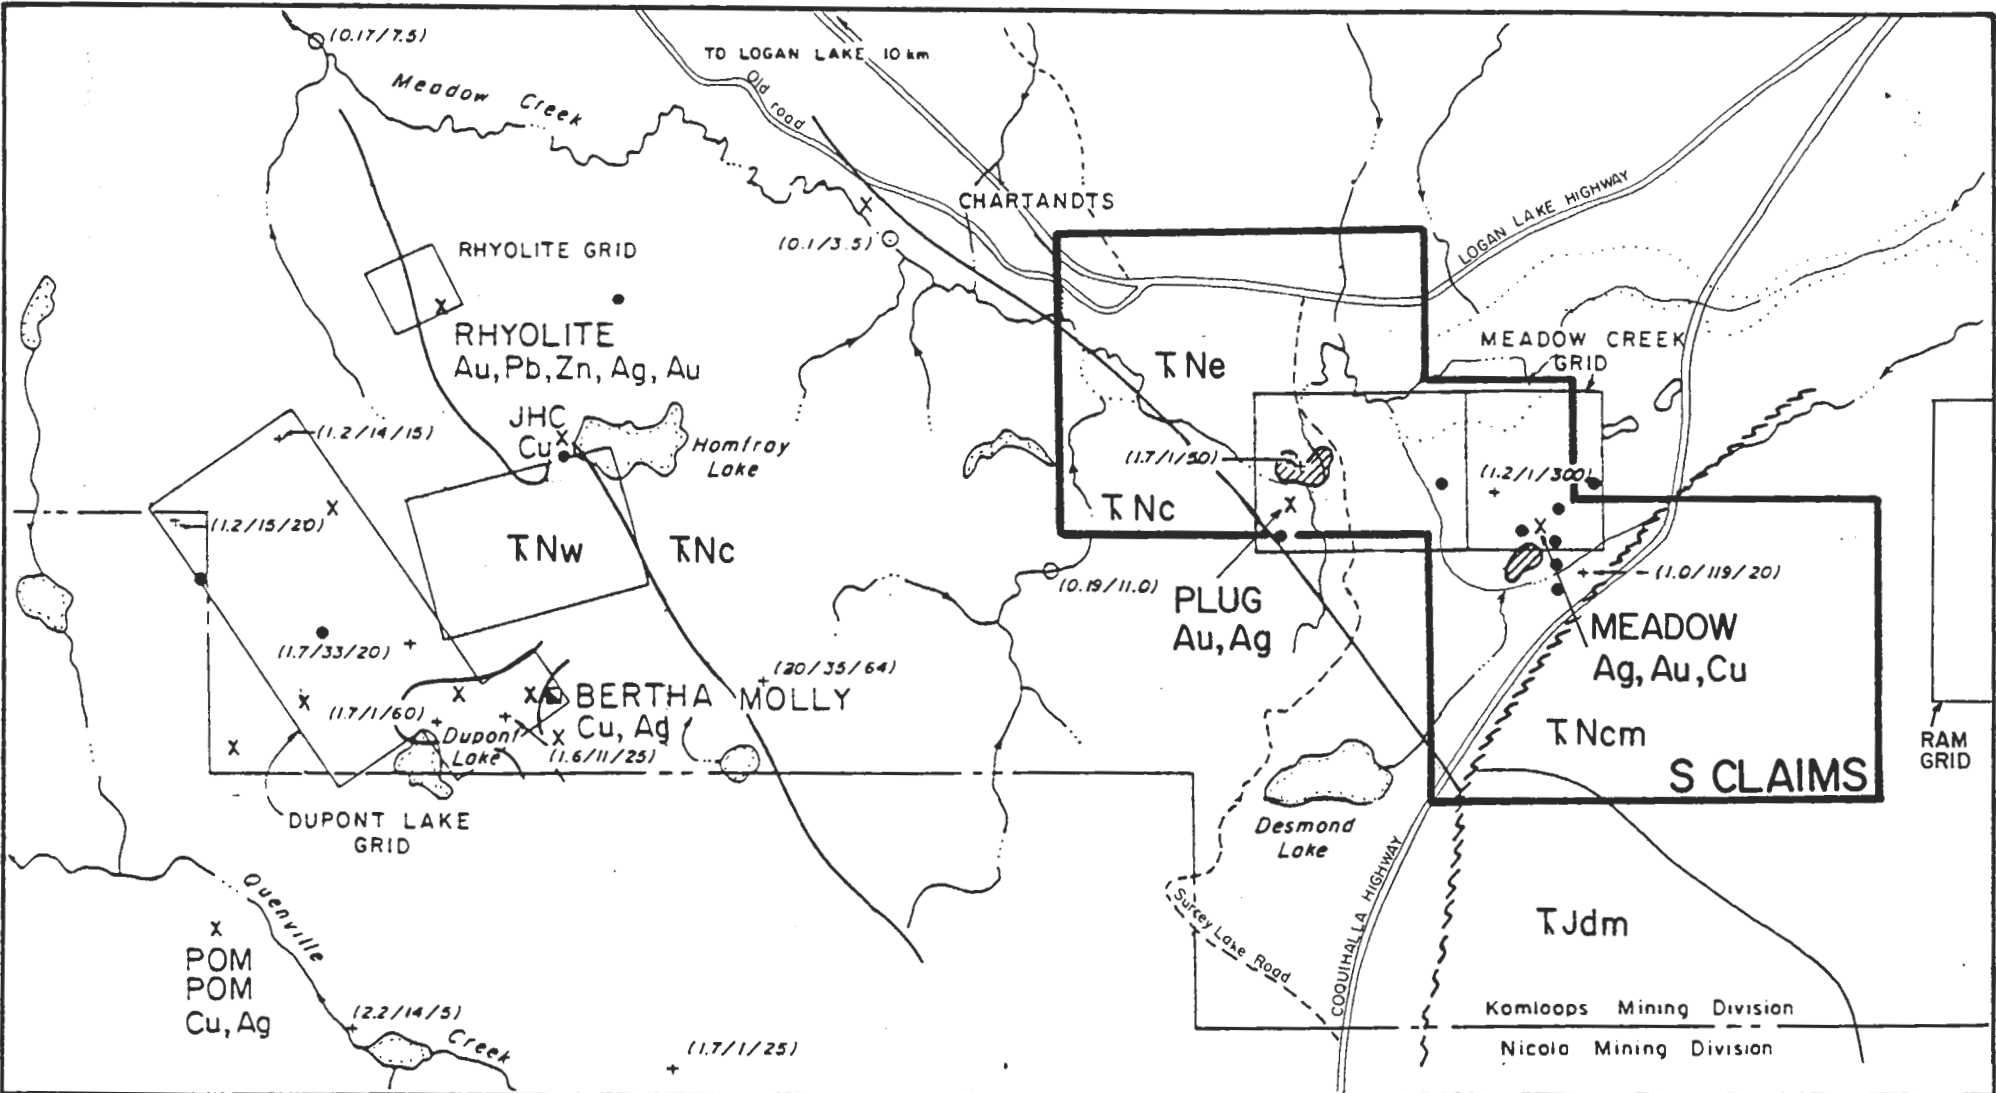 (0.17/7.5)
TO LOGAN LAKE 10 km
Old road
Meadow Creek
CHARTANDTS
LOGAN LAKE HIGHWAY
(0.1/3.5)
RHYOLITE GRID
RHYOLITE
Au, Pb, Zn, Ag, Au
MEADOW CREEK
GRID
TNe
JHC
Cu
Homfray
Lake
(1.2/14/15)
(1.7/1/50)
(1.2/1/300)
TNc
(1.2/15/20)
TNw
TNc
(0.19/11.0)
(1.0/119/20)
PLUG
Au, Ag
MEADOW
Ag, Au, Cu
(1.7/33/20)
(20/35/64)
BERTHA MOLLY
Cu, Ag
(1.7/1/60)
Dupont
Lake
(1.6/11/25)
TNcm
S CLAIMS
RAM
GRID
DUPONT LAKE
GRID
Desmond
Lake
Quenville
Creek
Surrey Lake Road
COQUIHALLA HIGHWAY
TJdm
POM
POM
Cu, Ag
(2.2/14/5)
(1.7/1/25)
Kamloops Mining Division
Nicola Mining Division